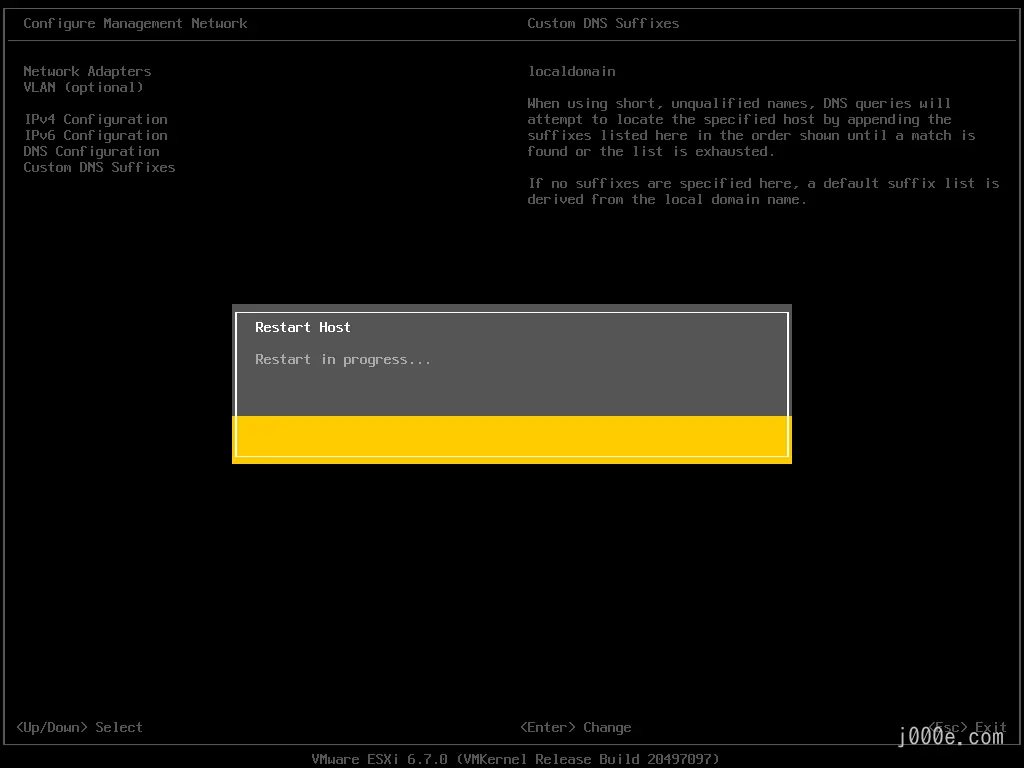 Configure Management Network
Custom DNS Suffixes
Network Adapters
VLAN (optional)
IPv4 Configuration
IPv6 Configuration
DNS Configuration
Custom DNS Suffixes
localdomain
When using short, unqualified names, DNS queries will
attempt to locate the specified host by appending the
suffixes listed here in the order shown until a match is
found or the list is exhausted.
If no suffixes are specified here, a default suffix list is
derived from the local domain name.
Restart Host
Restart in progress...
<Up/Down> Select
<Enter> Change
<Esc> Exit
j000e.com
VMware ESXi 6.7.0 (VMKernel Release Build 20497097)